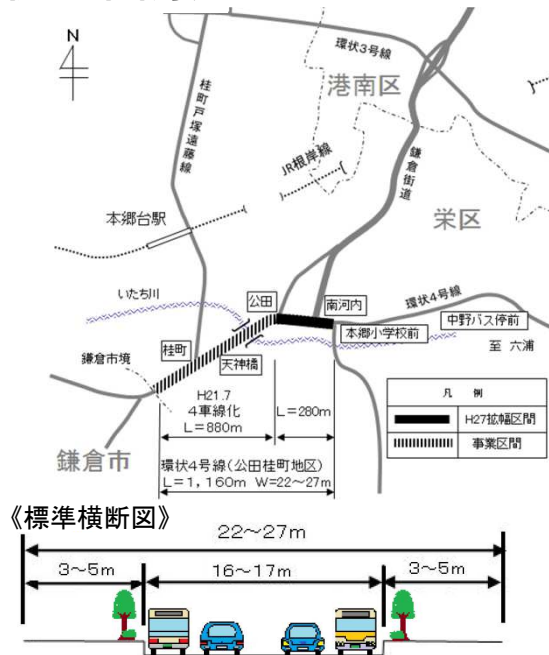 N
環状3号線
港南区
桂町戸塚遠藤線
JR根岸線
鎌倉街道
栄区
本郷台駅
いたち川
公田
南河内
環状4号線
中野バス停前
本郷小学校前
至 六浦
桂町
天神橋
鎌倉市境
H21.7
4車線化
L=880m
L=280m
鎌倉市
環状4号線(公田桂町地区)
L=1,160m W=22~27m
凡 例
H27拡幅区間
事業区間
《標準横断図》
22~27m
3~5m 16~17m 3~5m